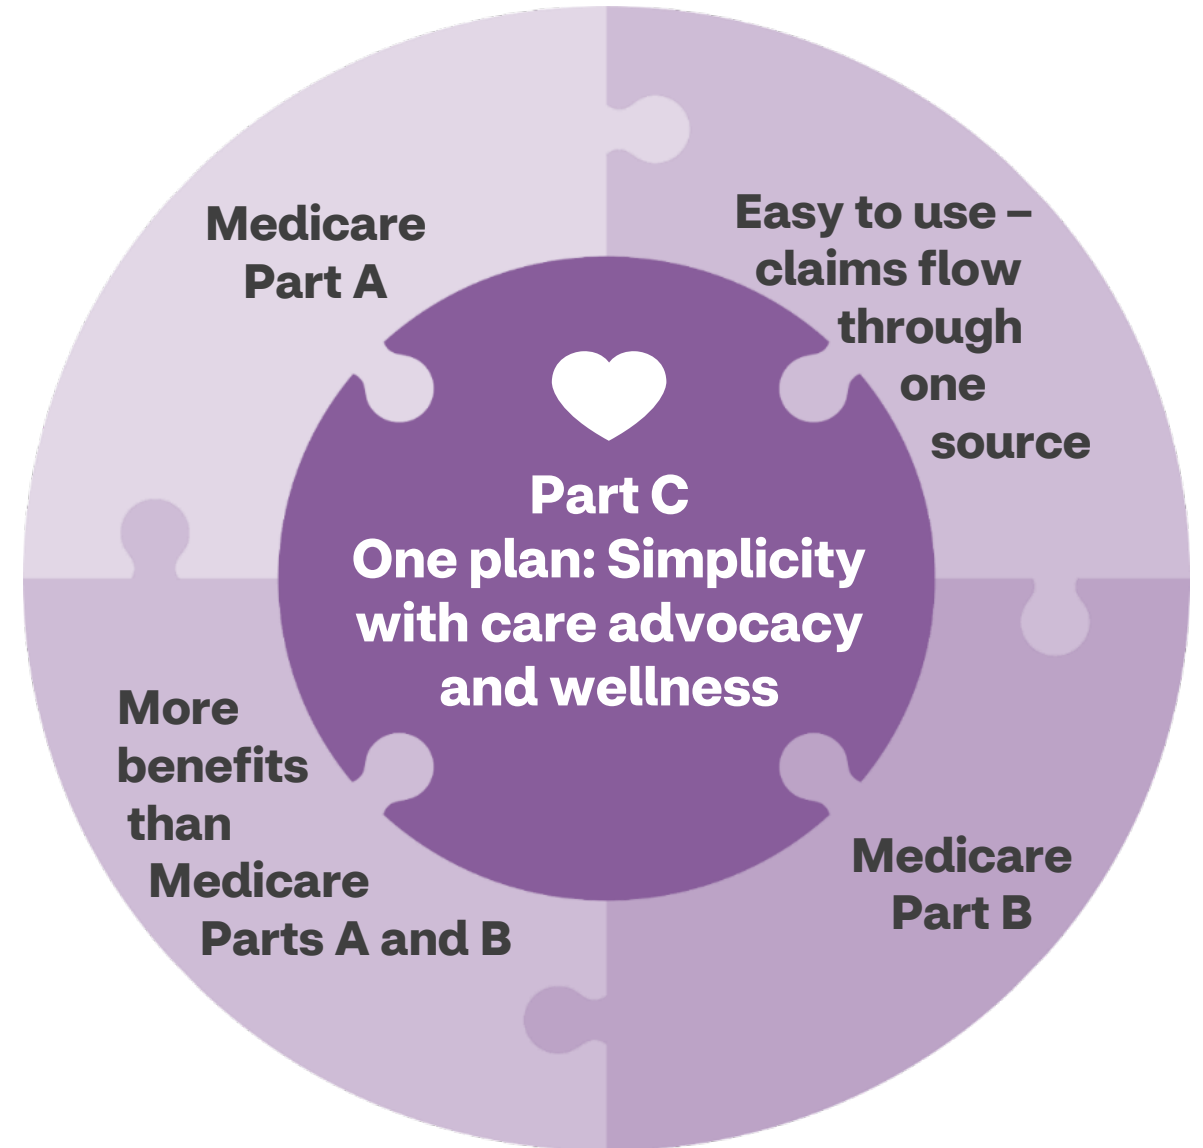 Medicare
Part A
Easy to use –
claims flow
through
one
source
Part C
One plan: Simplicity
with care advocacy
and wellness
More
benefits
than
Medicare
Parts A and B
Medicare
Part B